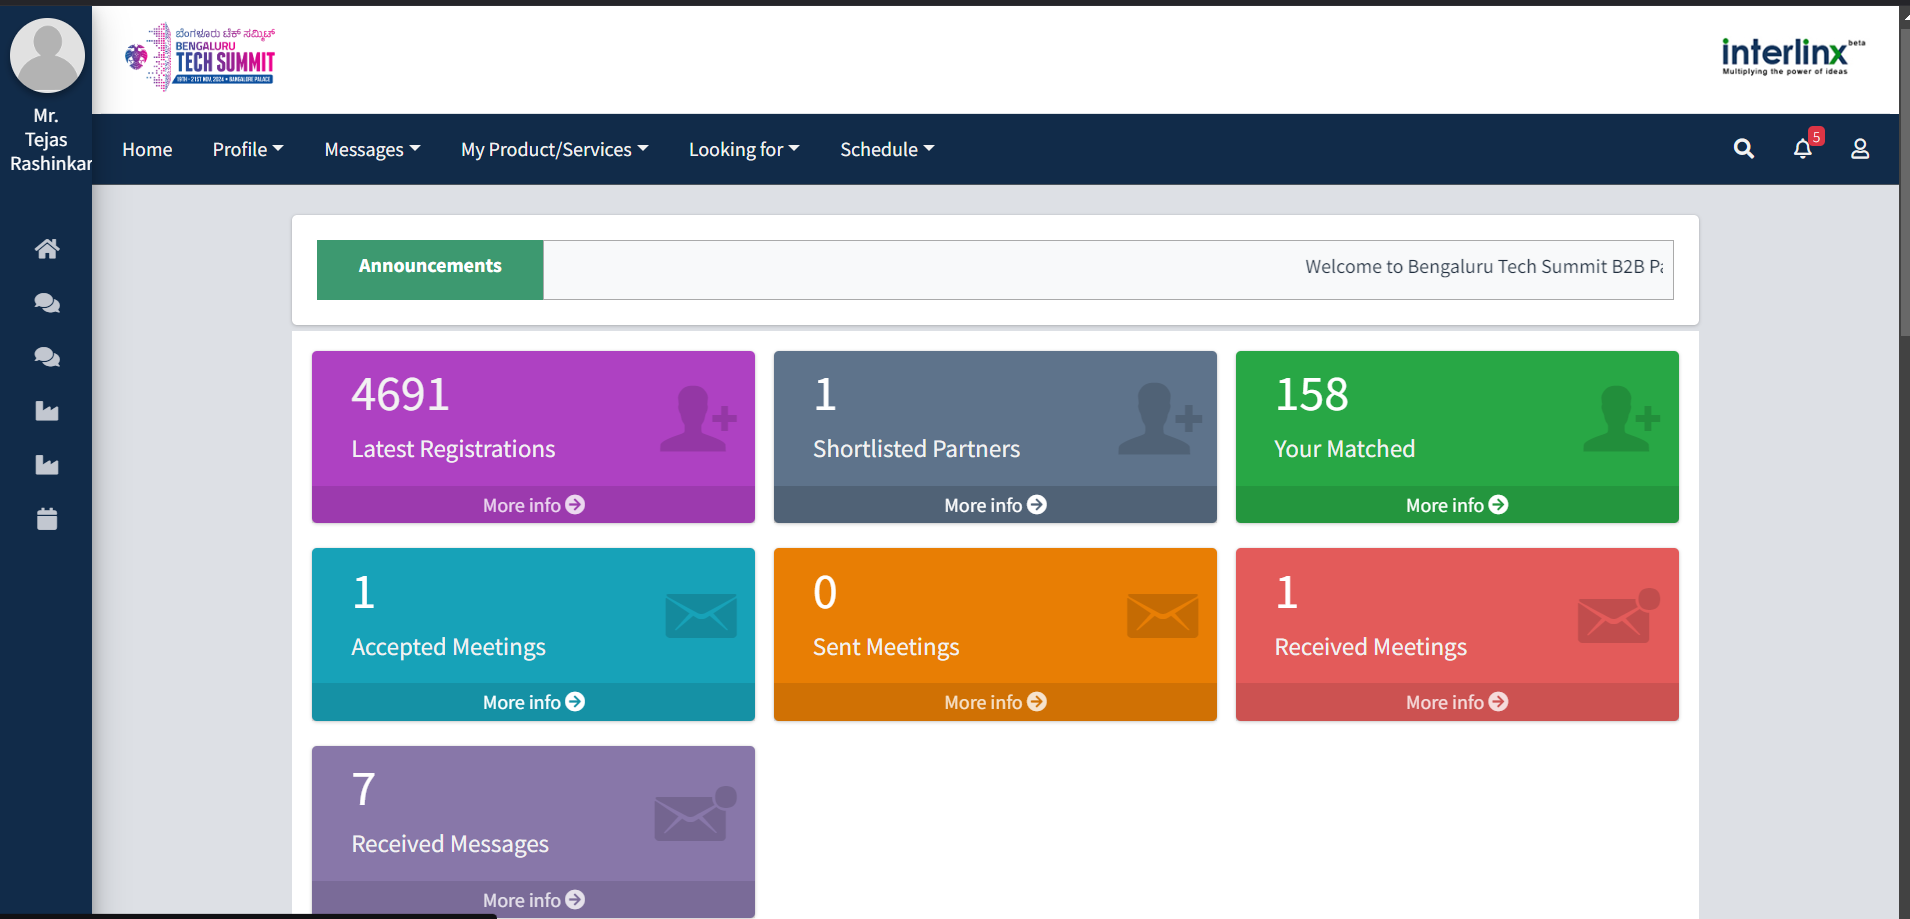 Mr.
Tejas
Rashinkar
ಬೆಂಗಳೂರು ಟೆಕ್ ಸಮ್ಮಿಟ್
BENGALURU
TECH SUMMIT
19TH - 21ST NOV, 2024 • BANGALORE PALACE
interlinx beta
Multiplying the power of ideas
Home Profile Messages My Product/Services Looking for Schedule 5
Announcements
Welcome to Bengaluru Tech Summit B2B
4691
Latest Registrations
More info
1
Shortlisted Partners
More info
158
Your Matched
More info
1
Accepted Meetings
More info
0
Sent Meetings
More info
1
Received Meetings
More info
7
Received Messages
More info